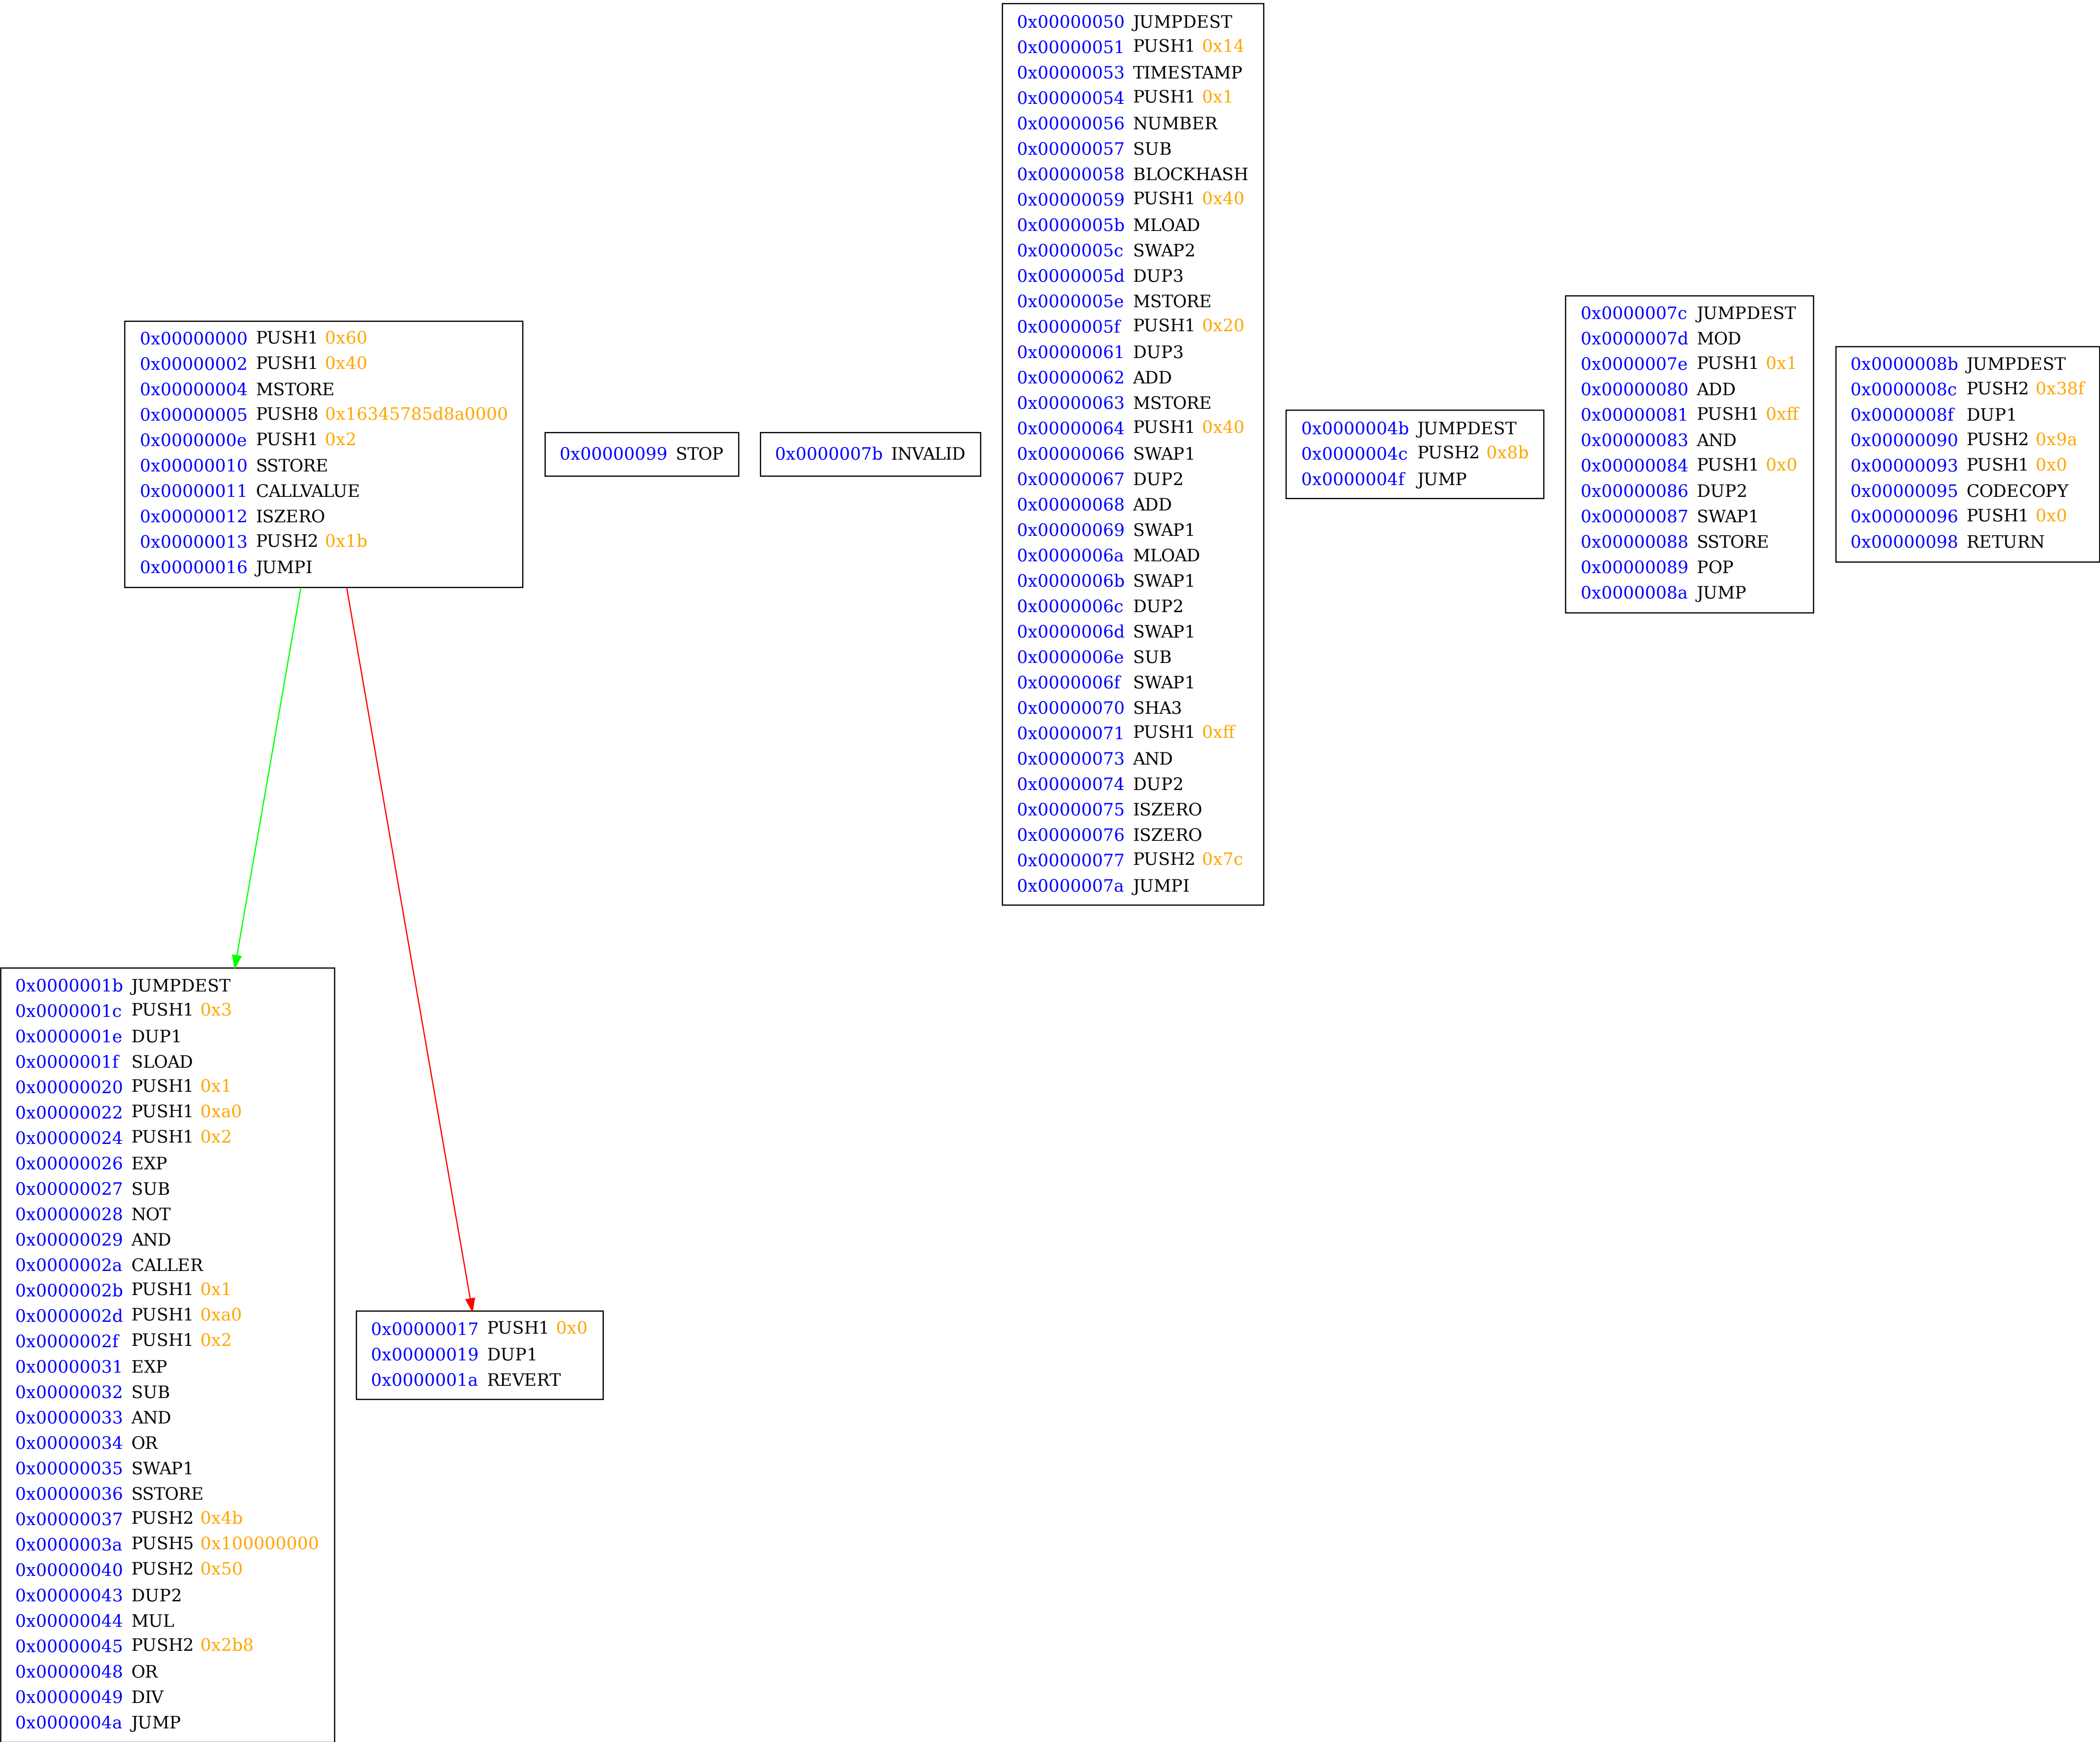 0x00000000 PUSH1 0x60
0x00000002 PUSH1 0x40
0x00000004 MSTORE
0x00000005 PUSH8 0x16345785d8a0000
0x0000000e PUSH1 0x2
0x00000010 SSTORE
0x00000011 CALLVALUE
0x00000012 ISZERO
0x00000013 PUSH2 0x1b
0x00000016 JUMPI
0x00000099 STOP
0x0000007b INVALID
0x00000050 JUMPDEST
0x00000051 PUSH1 0x14
0x00000053 TIMESTAMP
0x00000054 PUSH1 0x1
0x00000056 NUMBER
0x00000057 SUB
0x00000058 BLOCKHASH
0x00000059 PUSH1 0x40
0x0000005b MLOAD
0x0000005c SWAP2
0x0000005d DUP3
0x0000005e MSTORE
0x0000005f PUSH1 0x20
0x00000061 DUP3
0x00000062 ADD
0x00000063 MSTORE
0x00000064 PUSH1 0x40
0x00000066 SWAP1
0x00000067 DUP2
0x00000068 ADD
0x00000069 SWAP1
0x0000006a MLOAD
0x0000006b SWAP1
0x0000006c DUP2
0x0000006d SWAP1
0x0000006e SUB
0x0000006f SWAP1
0x00000070 SHA3
0x00000071 PUSH1 0xff
0x00000073 AND
0x00000074 DUP2
0x00000075 ISZERO
0x00000076 ISZERO
0x00000077 PUSH2 0x7c
0x0000007a JUMPI
0x0000004b JUMPDEST
0x0000004c PUSH2 0x8b
0x0000004f JUMP
0x0000007c JUMPDEST
0x0000007d MOD
0x0000007e PUSH1 0x1
0x00000080 ADD
0x00000081 PUSH1 0xff
0x00000083 AND
0x00000084 PUSH1 0x0
0x00000086 DUP2
0x00000087 SWAP1
0x00000088 SSTORE
0x00000089 POP
0x0000008a JUMP
0x0000008b JUMPDEST
0x0000008c PUSH2 0x38f
0x0000008f DUP1
0x00000090 PUSH2 0x9a
0x00000093 PUSH1 0x0
0x00000095 CODECOPY
0x00000096 PUSH1 0x0
0x00000098 RETURN
0x0000001b JUMPDEST
0x0000001c PUSH1 0x3
0x0000001e DUP1
0x0000001f SLOAD
0x00000020 PUSH1 0x1
0x00000022 PUSH1 0xa0
0x00000024 PUSH1 0x2
0x00000026 EXP
0x00000027 SUB
0x00000028 NOT
0x00000029 AND
0x0000002a CALLER
0x0000002b PUSH1 0x1
0x0000002d PUSH1 0xa0
0x0000002f PUSH1 0x2
0x00000031 EXP
0x00000032 SUB
0x00000033 AND
0x00000034 OR
0x00000035 SWAP1
0x00000036 SSTORE
0x00000037 PUSH2 0x4b
0x0000003a PUSH5 0x100000000
0x00000040 PUSH2 0x50
0x00000043 DUP2
0x00000044 MUL
0x00000045 PUSH2 0x2b8
0x00000048 OR
0x00000049 DIV
0x0000004a JUMP
0x00000017 PUSH1 0x0
0x00000019 DUP1
0x0000001a REVERT